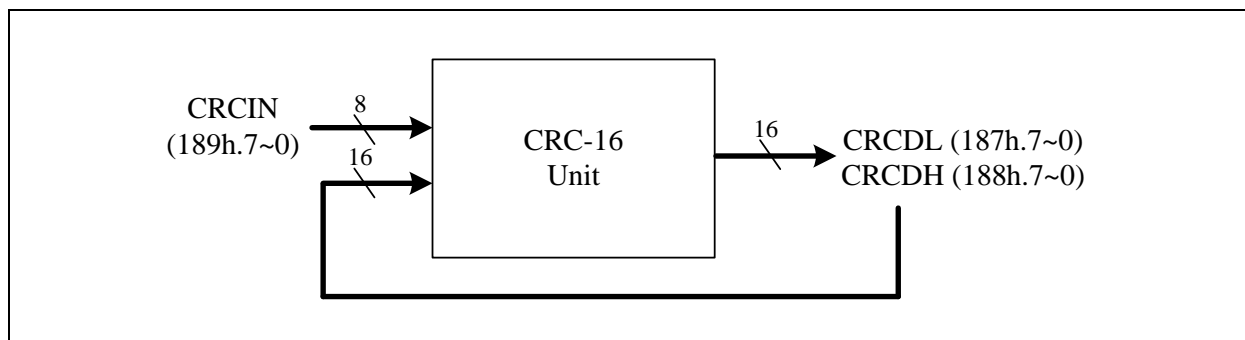 CRCIN
(189h.7~0)
8
16
CRC-16
Unit
16
CRCDL (187h.7~0)
CRCDH (188h.7~0)